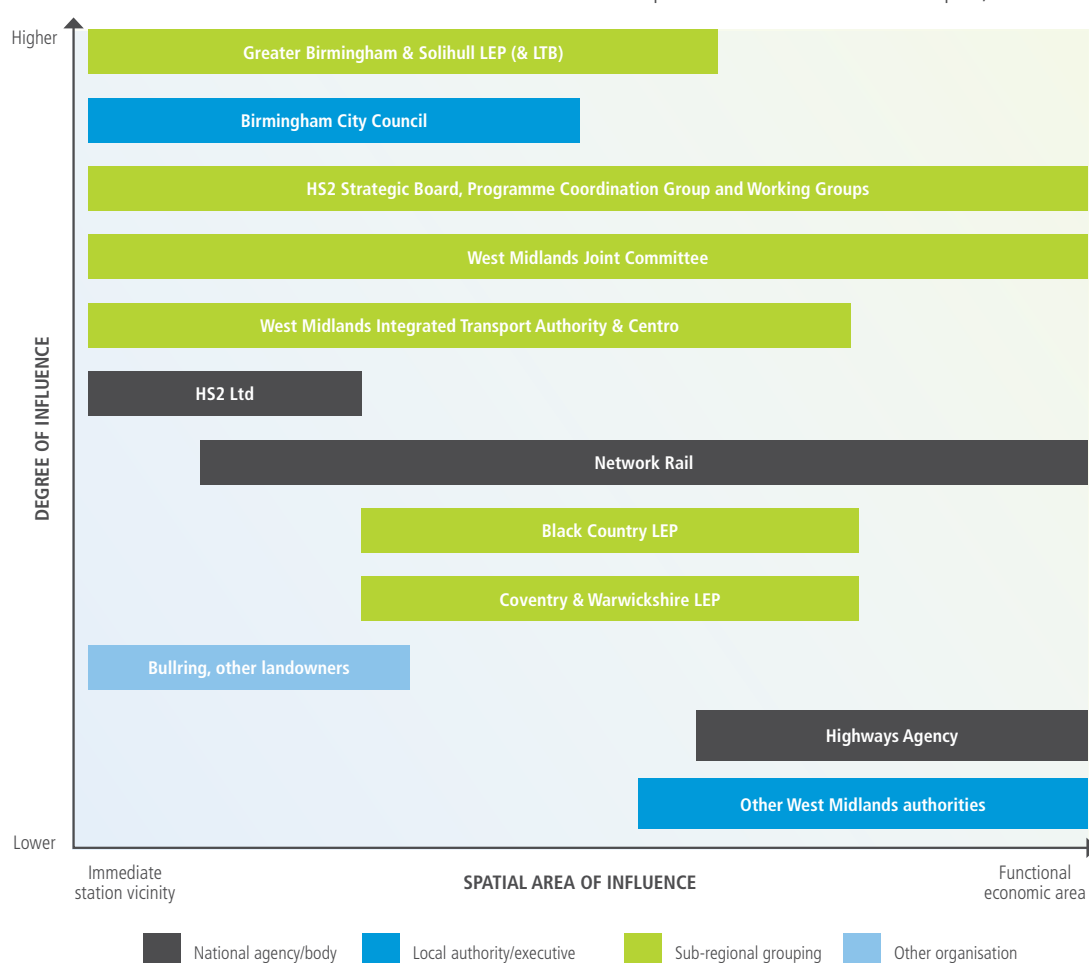 Higher
Greater Birmingham & Solihull LEP (& LTB)
Birmingham City Council
HS2 Strategic Board, Programme Coordination Group and Working Groups
West Midlands Joint Committee
West Midlands Integrated Transport Authority & Centro
HS2 Ltd
Network Rail
Black Country LEP
Coventry & Warwickshire LEP
Bullring, other landowners
Highways Agency
Other West Midlands authorities
DEGREE OF INFLUENCE
Lower
Immediate
station vicinity
SPATIAL AREA OF INFLUENCE
Functional
economic area
National agency/body
Local authority/executive
Sub-regional grouping
Other organisation